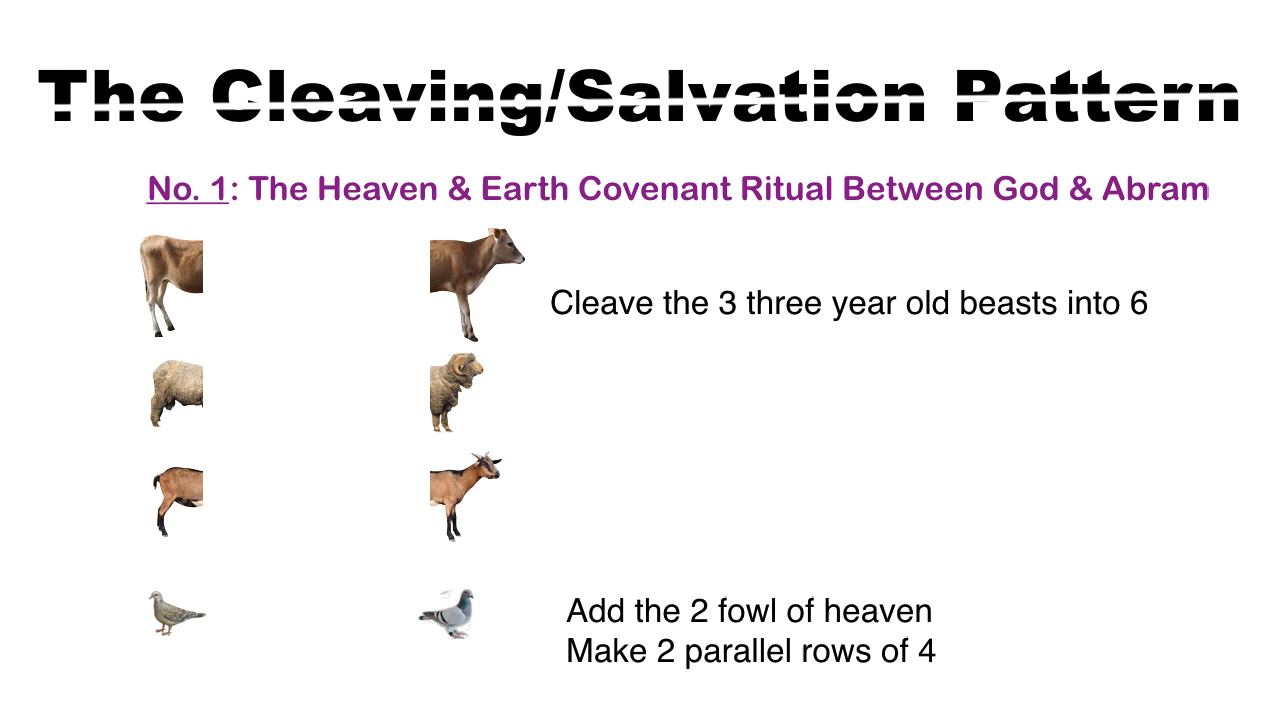 The Cleaving/Salvation Pattern
No. 1: The Heaven & Earth Covenant Ritual Between God & Abram
Cleave the 3 three year old beasts into 6
Add the 2 fowl of heaven
Make 2 parallel rows of 4